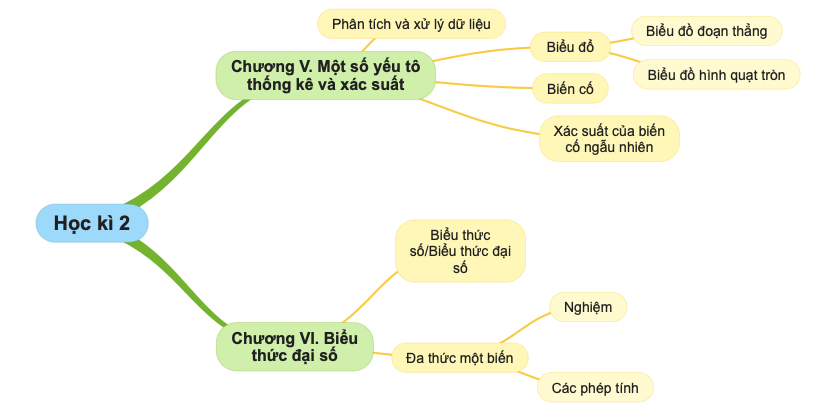 Học kì 2
Chương V. Một số yếu tô
thống kê và xác suất
Phân tích và xử lý dữ liệu
Biểu đổ
Biểu đồ đoạn thẳng
Biểu đồ hình quạt tròn
Biến cố
Xác suất của biến
cố ngẫu nhiên
Chương VI. Biểu
thức đại số
Biểu thức
số/Biểu thức đại
số
Đa thức một biến
Nghiệm
Các phép tính